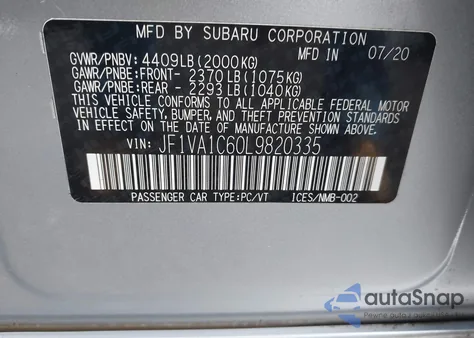 MFD BY SUBARU CORPORATION
GVWR/PNBV: 4409LB(2000KG) MFD IN 07/20
GAWR/PNBE:FRONT- 2370LB(1075KG)
GAWR/PNBE:REAR - 2293LB(1040KG)
THIS VEHICLE CONFORMS TO ALL APPLICABLE FEDERAL MOTOR
VEHICLE SAFETY, BUMPER, AND THEFT PREVENTION STANDARDS
IN EFFECT ON THE DATE OF MANUFACTURE SHOWN ABOVE.
VIN: JF1VA1C60L9820335
PASSENGER CAR TYPE:PC/VT ICES/NMB-002
autoSnap